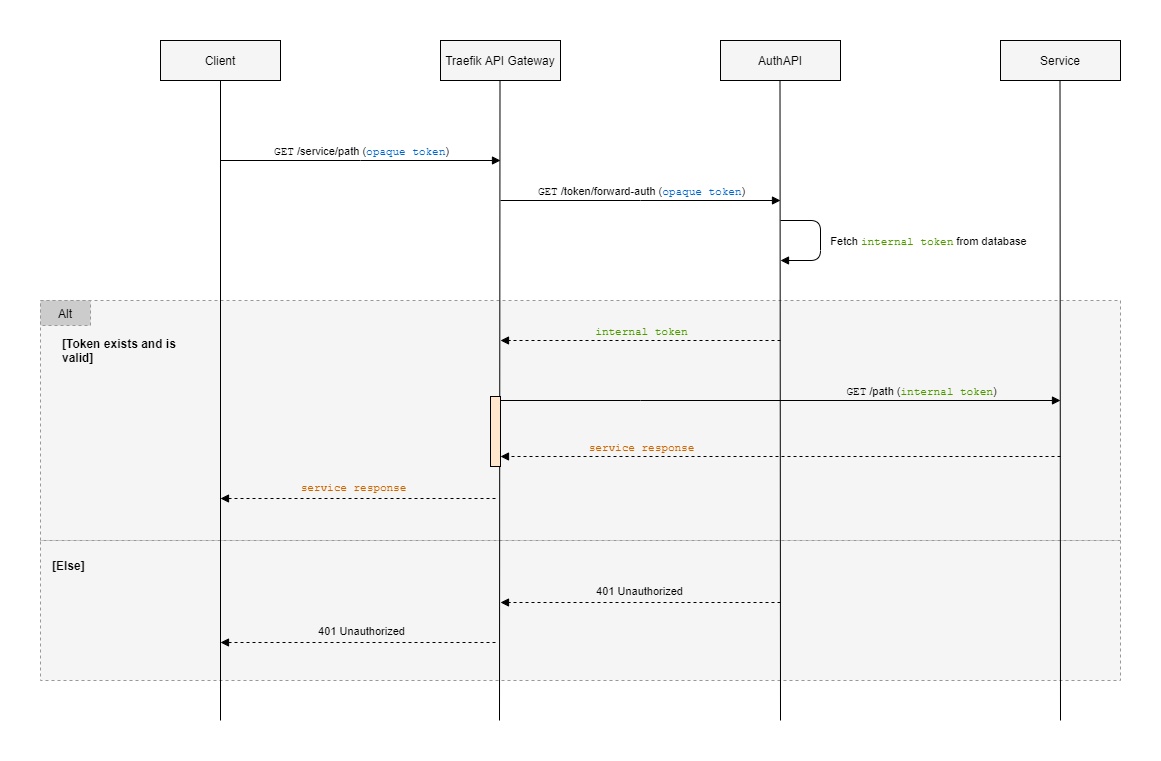 Client
Traefik API Gateway
AuthAPI
Service
GET /service/path (opaque token)
GET /token/forward-auth (opaque token)
Fetch internal token from database
Alt
[Token exists and is
valid]
internal token
GET /path (internal token)
service response
service response
[Else]
401 Unauthorized
401 Unauthorized